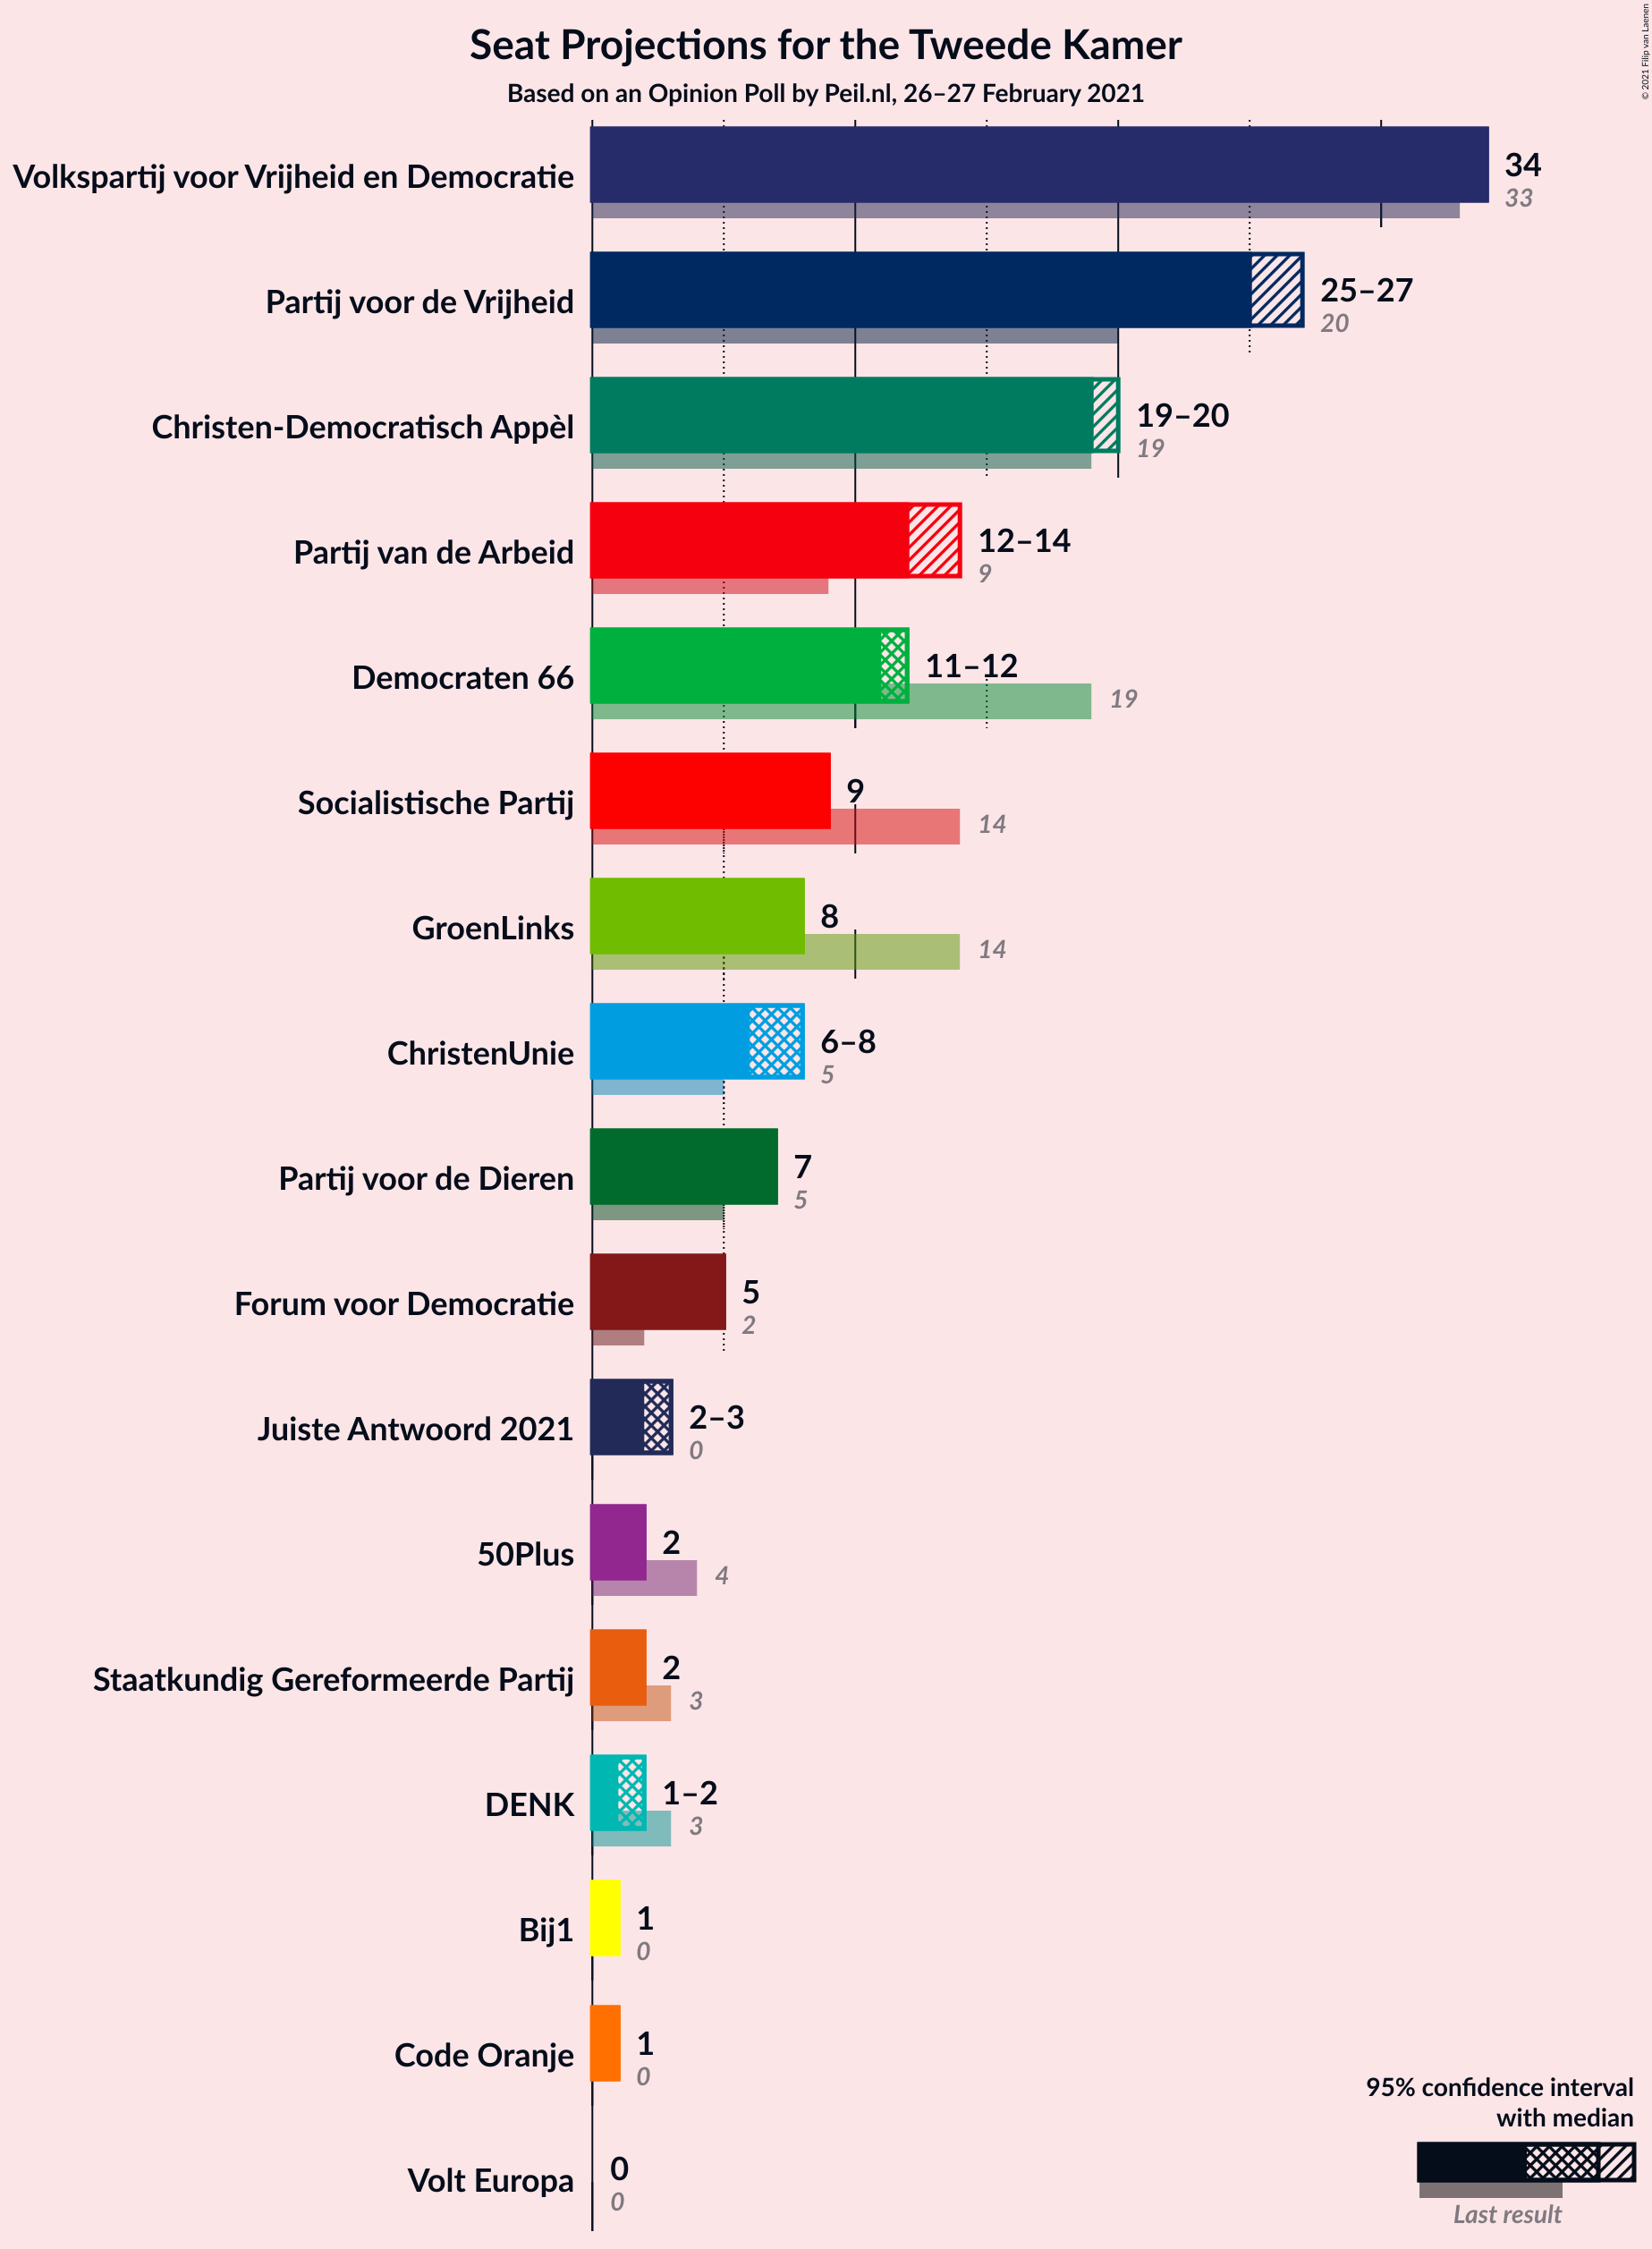 Seat Projections for the Tweede Kamer
Based on an Opinion Poll by Peil.nl, 26–27 February 2021
© 2021 Filip van Laenen
Volkspartij voor Vrijheid en Democratie
34
33
Partij voor de Vrijheid
25–27
20
Christen-Democratisch Appèl
19–20
19
Partij van de Arbeid
12–14
9
Democraten 66
11–12
19
Socialistische Partij
9
14
GroenLinks
8
14
ChristenUnie
6–8
5
Partij voor de Dieren
7
5
Forum voor Democratie
5
2
Juiste Antwoord 2021
2–3
0
50Plus
2
4
Staatkundig Gereformeerde Partij
2
3
DENK
1–2
3
Bij1
1
0
Code Oranje
1
0
Volt Europa
0
0
95% confidence interval
with median
Last result